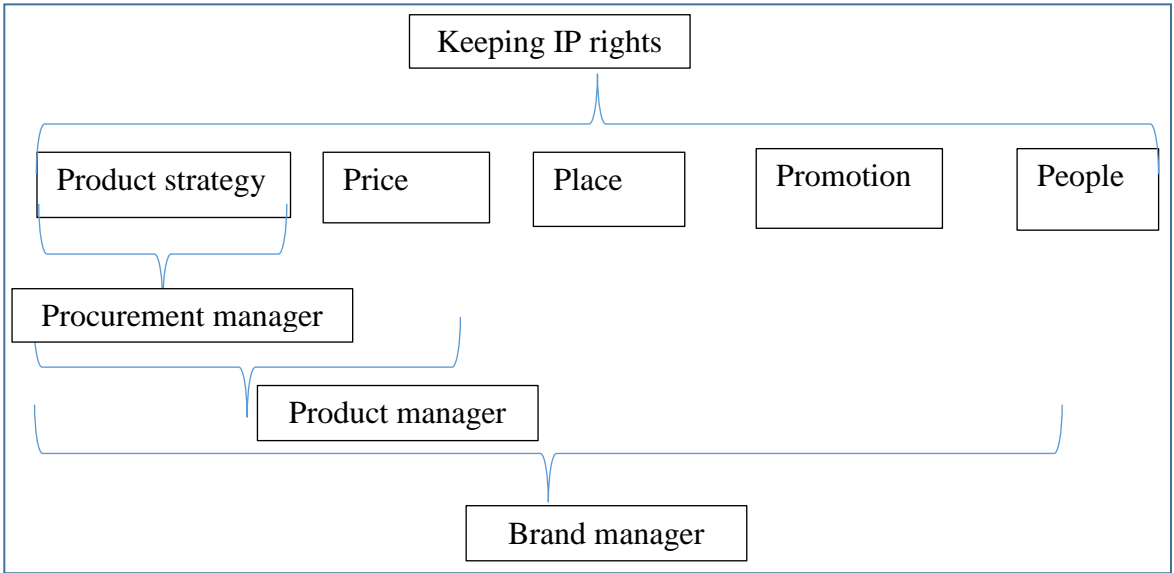 Keeping IP rights
Product strategy
Price
Place
Promotion
People
Procurement manager
Product manager
Brand manager